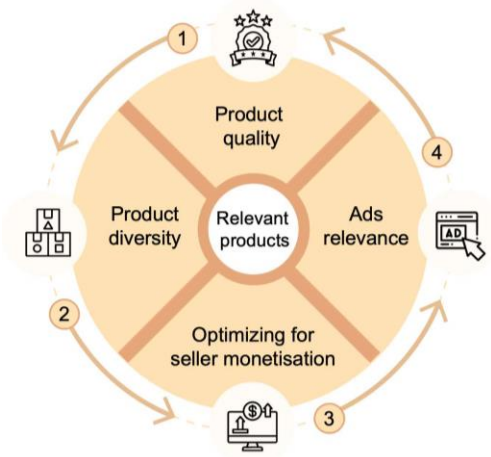 1
Product
quality
4
Product
diversity
Relevant
products
Ads
relevance
AD
2
Optimizing for
seller monetisation
$
3